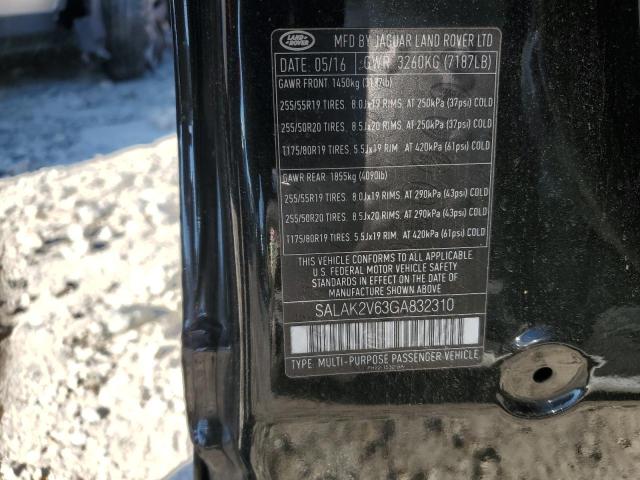 LAND ROVER
MFD BY JAGUAR LAND ROVER LTD
DATE 05/16 GWR 3260KG (7187LB)
GAWR FRONT 1450kg (3197lb)
255/55R19 TIRES. 8.0Jx19 RIMS. AT 250kPa (37psi) COLD
255/50R20 TIRES. 8.5Jx20 RIMS. AT 250kPa (37psi) COLD
T175/80R19 TIRES. 5.5Jx19 RIM. AT 420kPa (61psi) COLD
GAWR REAR 1855kg (4090lb)
255/55R19 TIRES. 8.0Jx19 RIMS. AT 290kPa (43psi) COLD
255/50R20 TIRES. 8.5Jx20 RIMS. AT 290kPa (43psi) COLD
T175/80R19 TIRES. 5.5Jx19 RIM. AT 420kPa (61psi) COLD
THIS VEHICLE CONFORMS TO ALL APPLICABLE
U.S. FEDERAL MOTOR VEHICLE SAFETY
STANDARDS IN EFFECT ON THE DATE OF
MANUFACTURE SHOWN ABOVE
SALAK2V63GA832310
TYPE: MULTI-PURPOSE PASSENGER VEHICLE